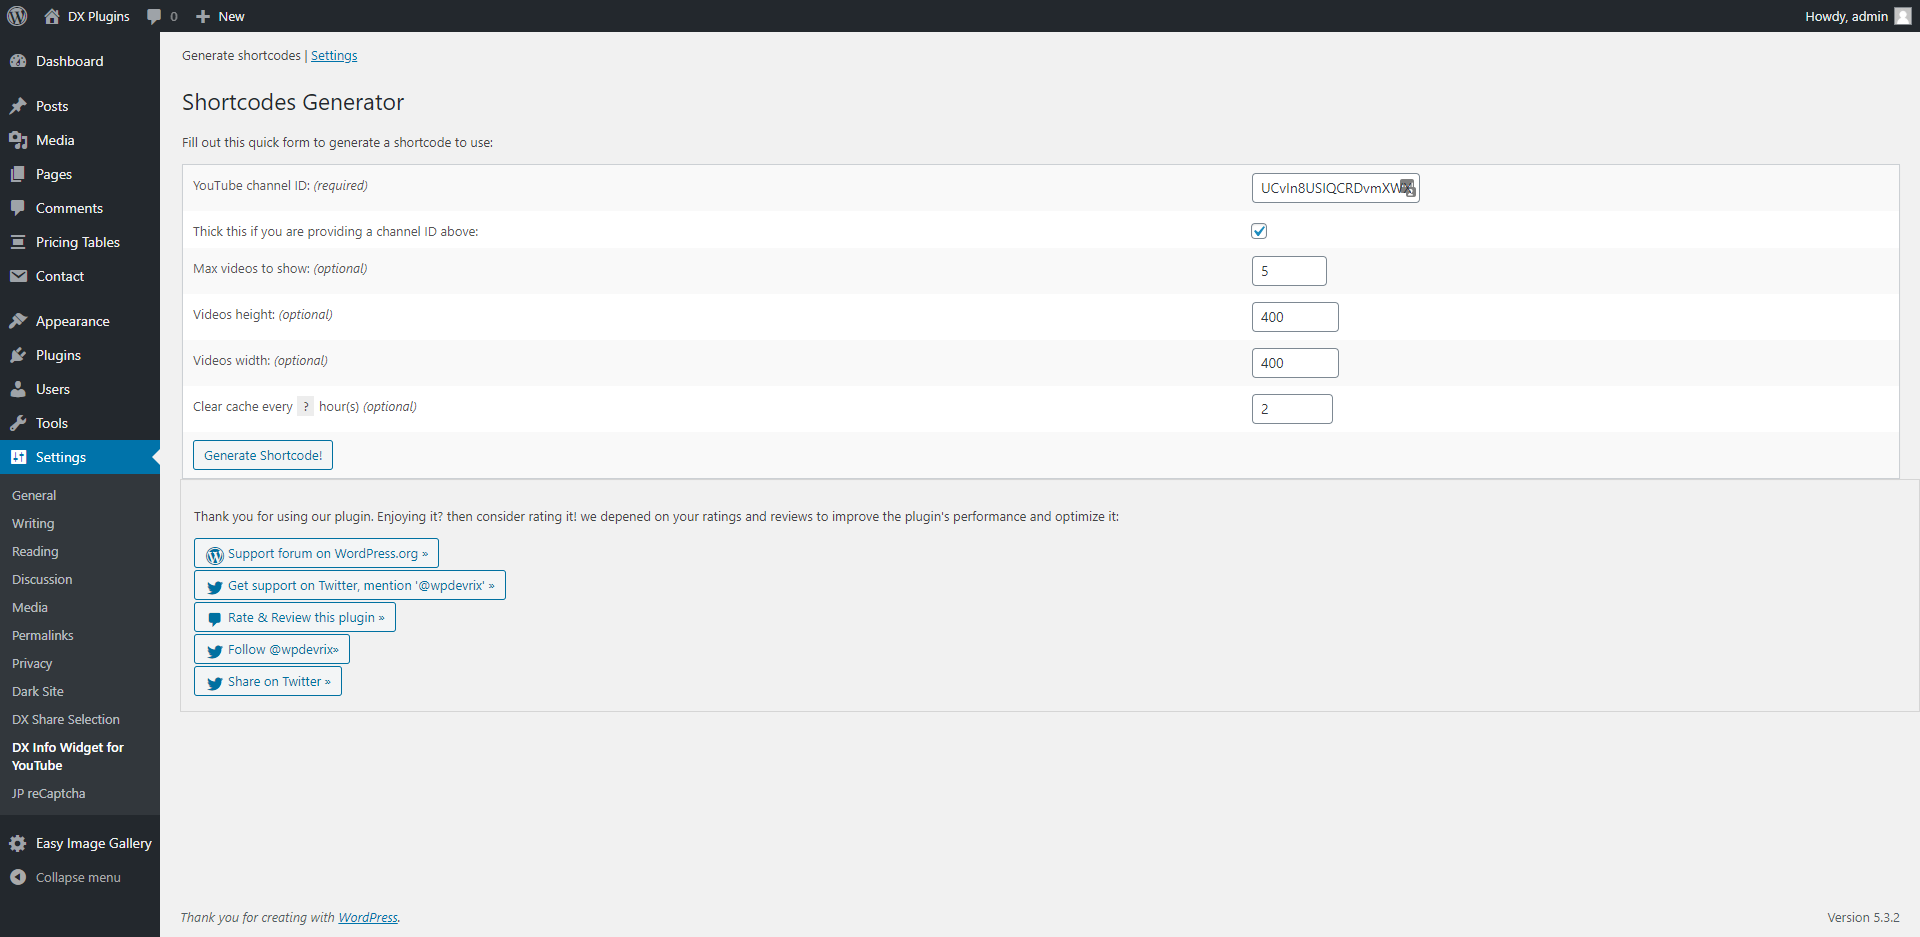 DX Plugins 0 New Howdy, admin
Dashboard
Posts
Media
Pages
Comments
Pricing Tables
Contact
Appearance
Plugins
Users
Tools
Settings
General
Writing
Reading
Discussion
Media
Permalinks
Privacy
Dark Site
DX Share Selection
DX Info Widget for
YouTube
JP reCaptcha
Easy Image Gallery
Collapse menu
Generate shortcodes | Settings
Shortcodes Generator
Fill out this quick form to generate a shortcode to use:
YouTube channel ID: (required)
Thick this if you are providing a channel ID above:
Max videos to show: (optional) 5
Videos height: (optional) 400
Videos width: (optional) 400
Clear cache every ? hour(s) (optional) 2
Generate Shortcode!
Thank you for using our plugin. Enjoying it? then consider rating it! we depened on your ratings and reviews to improve the plugin's performance and optimize it:
Support forum on WordPress.org »
Get support on Twitter, mention '@wpdevrix' »
Rate & Review this plugin »
Follow @wpdevrix»
Share on Twitter »
Thank you for creating with WordPress. Version 5.3.2